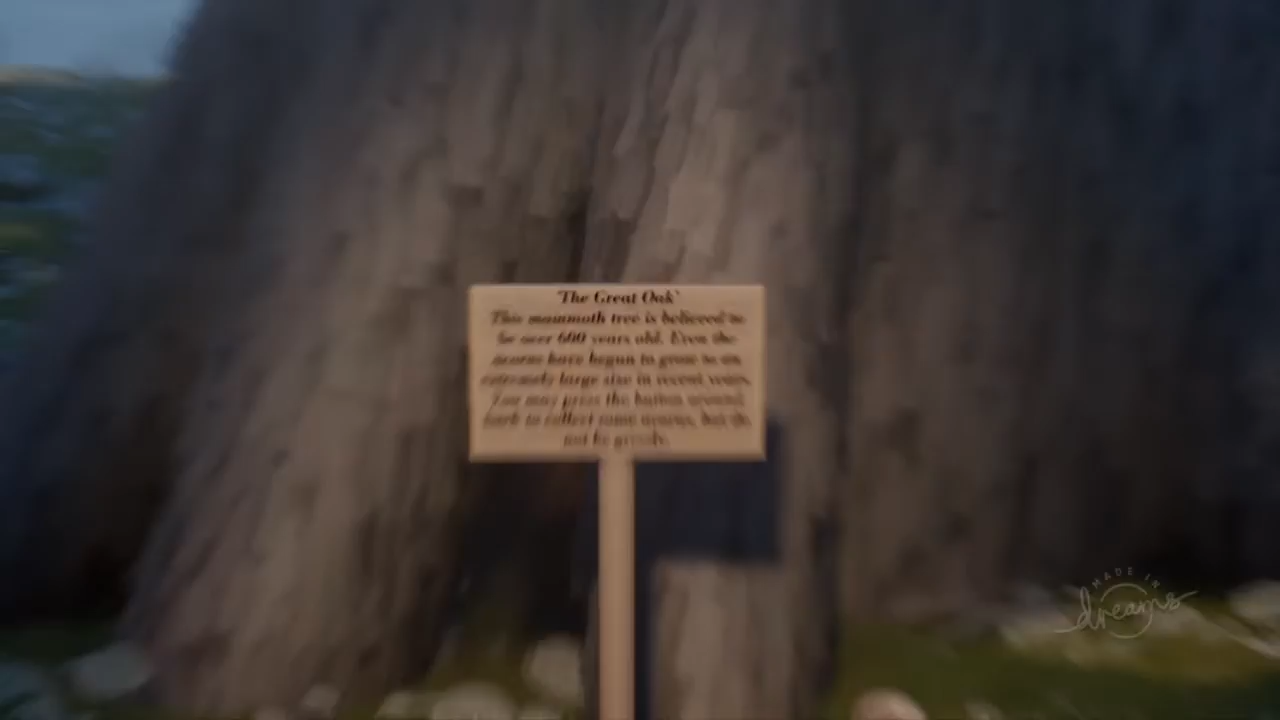 'The Great Oak'
This mammoth tree is believed to
be over 600 years old. Even the
acorns have begun to grow to an
extremely large size in recent years.
You may press the button around
back to collect some acorns, but do
not be greedy.
MADE IN
dreams